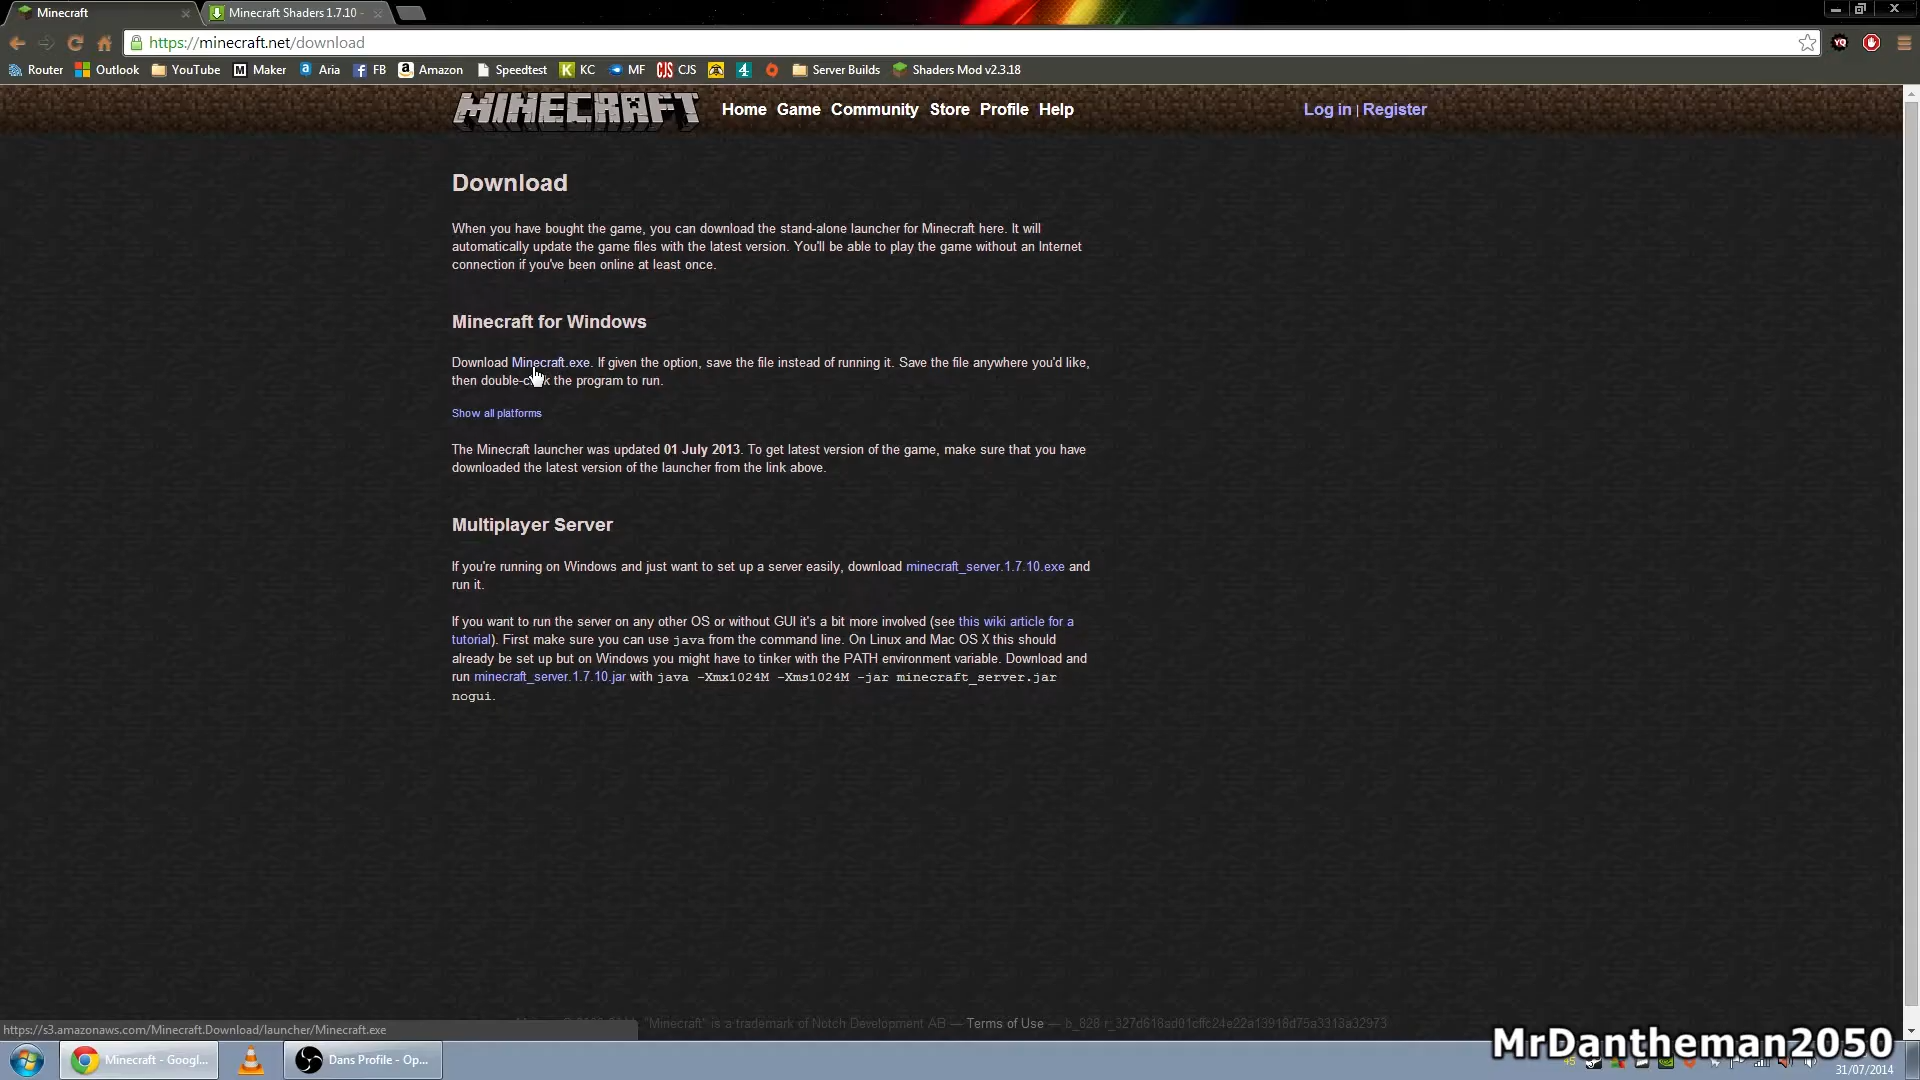 Minecraft
Minecraft Shaders 1.7.10 -
https://minecraft.net/download
Router Outlook YouTube Maker Aria FB Amazon Speedtest KC MF CJS Server Builds Shaders Mod v2.3.18
MINECRAFT Home Game Community Store Profile Help Log in | Register
Download
When you have bought the game, you can download the stand-alone launcher for Minecraft here. It will
automatically update the game files with the latest version. You'll be able to play the game without an Internet
connection if you've been online at least once.
Minecraft for Windows
Download Minecraft.exe. If given the option, save the file instead of running it. Save the file anywhere you'd like,
then the program to run.
Show all platforms
The Minecraft launcher was updated 01 July 2013. To get latest version of the game, make sure that you have
downloaded the latest version of the launcher from the link above.
Multiplayer Server
If you're running on Windows and just want to set up a server easily, download minecraft_server.1.7.10.exe and
run it.
If you want to run the server on any other OS or without GUI it's a bit more involved (see this wiki article for a
tutorial). First make sure you can use java from the command line. On Linux and Mac OS X this should
already be set up but on Windows you might have to tinker with the PATH environment variable. Download and
run minecraft_server.1.7.10.jar with java -Xmx1024M -Xms1024M -jar minecraft_server.jar
nogui.
"Minecraft" is a trademark of Notch Development AB — Terms of Use —
https://s3.amazonaws.com/Minecraft.Download/launcher/Minecraft.exe
MrDantheman2050
Minecraft - Googl...
Dans Profile - Op...
31/07/2014